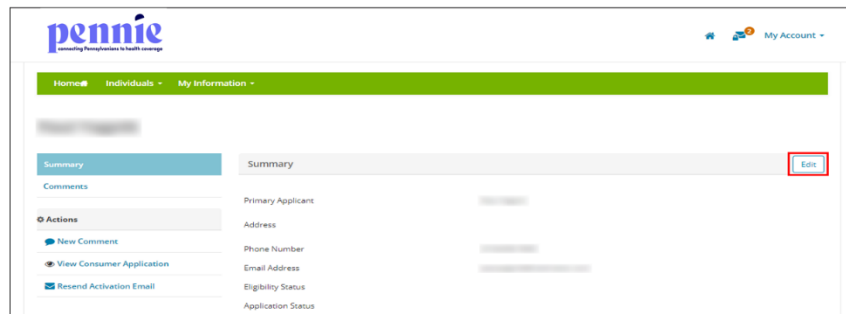 pennie
connecting Pennsylvanians to health coverage
2
My Account
Home
Individuals
My Information
Summary
Comments
Actions
New Comment
View Consumer Application
Resend Activation Email
Summary
Edit
Primary Applicant
Address
Phone Number
Email Address
Eligibility Status
Application Status